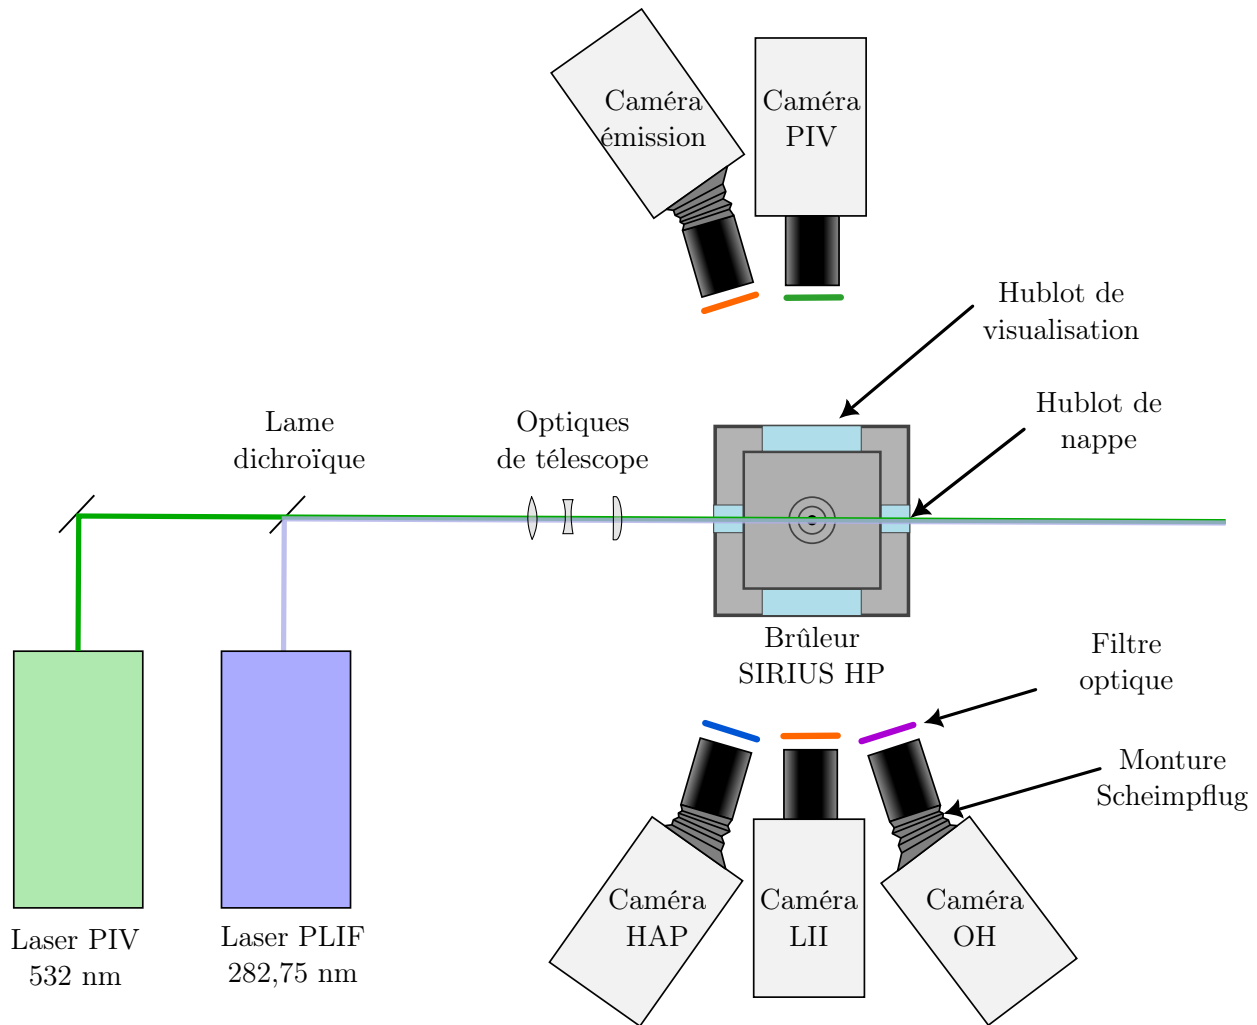 Caméra
émission
Caméra
PIV
Hublot de
visualisation
Hublot de
nappe
Lame
dichroïque
Optiques
de télescope
Brûleur
SIRIUS HP
Filtre
optique
Monture
Scheimpflug
Caméra
HAP
Caméra
LII
Caméra
OH
Laser PIV
532 nm
Laser PLIF
282,75 nm